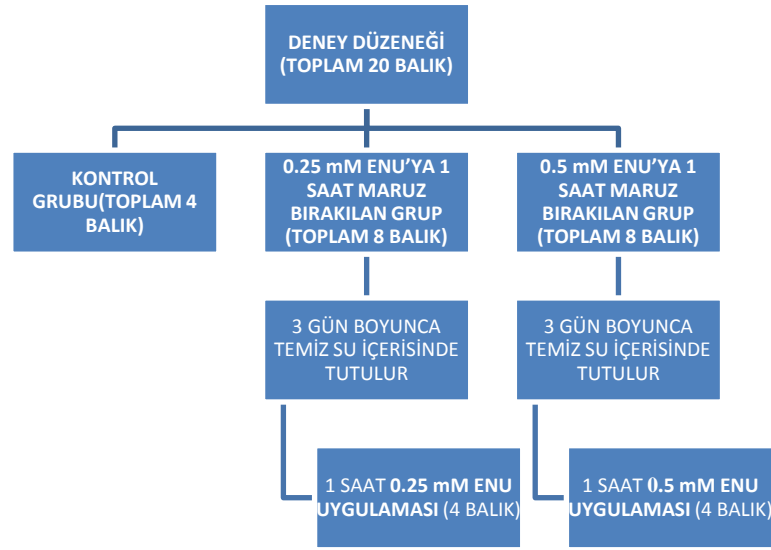 DENEY DÜZENEĞİ
(TOPLAM 20 BALIK)
KONTROL
GRUBU(TOPLAM 4
BALIK)
0.25 mM ENU'YA 1
SAAT MARUZ
BIRAKILAN GRUP
(TOPLAM 8 BALIK)
0.5 mM ENU'YA 1
SAAT MARUZ
BIRAKILAN GRUP
(TOPLAM 8 BALIK)
3 GÜN BOYUNCA
TEMİZ SU İÇERİSİNDE
TUTULUR
3 GÜN BOYUNCA
TEMİZ SU İÇERİSİNDE
TUTULUR
1 SAAT 0.25 mM ENU
UYGULAMASI (4 BALIK)
1 SAAT 0.5 mM ENU
UYGULAMASI (4 BALIK)